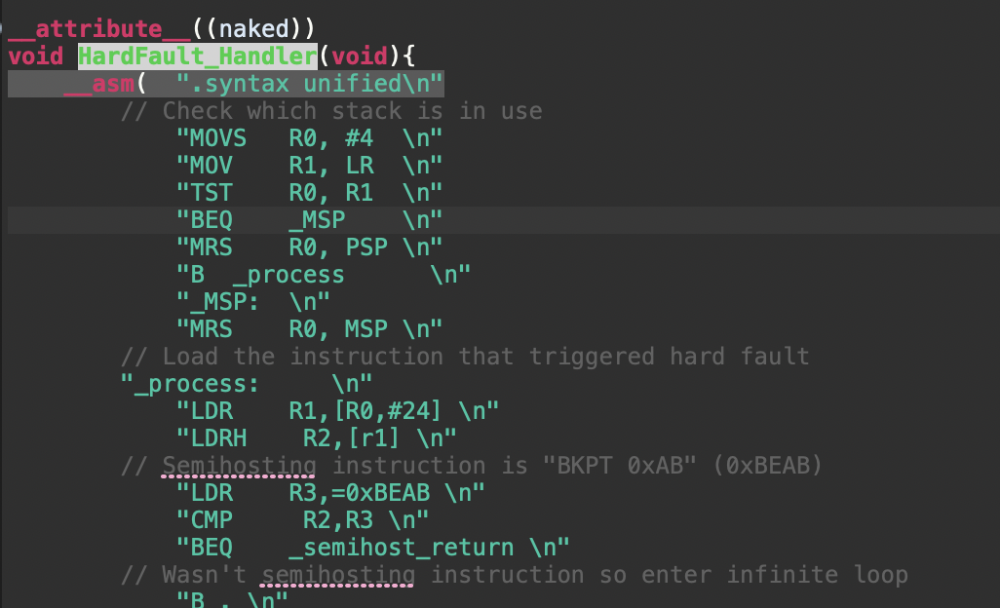 __attribute__((naked))
void HardFault_Handler(void){
    __asm(  ".syntax unified\n"
        // Check which stack is in use
            "MOVS   R0, #4  \n"
            "MOV    R1, LR  \n"
            "TST    R0, R1  \n"
            "BEQ    _MSP    \n"
            "MRS    R0, PSP \n"
            "B  _process      \n"
            "_MSP:  \n"
            "MRS    R0, MSP \n"
        // Load the instruction that triggered hard fault
        "_process:     \n"
            "LDR    R1,[R0,#24] \n"
            "LDRH    R2,[r1] \n"
        // Semihosting instruction is "BKPT 0xAB" (0xBEAB)
            "LDR    R3,=0xBEAB \n"
            "CMP     R2,R3 \n"
            "BEQ    _semihost_return \n"
        // Wasn't semihosting instruction so enter infinite loop
            "B . \n"